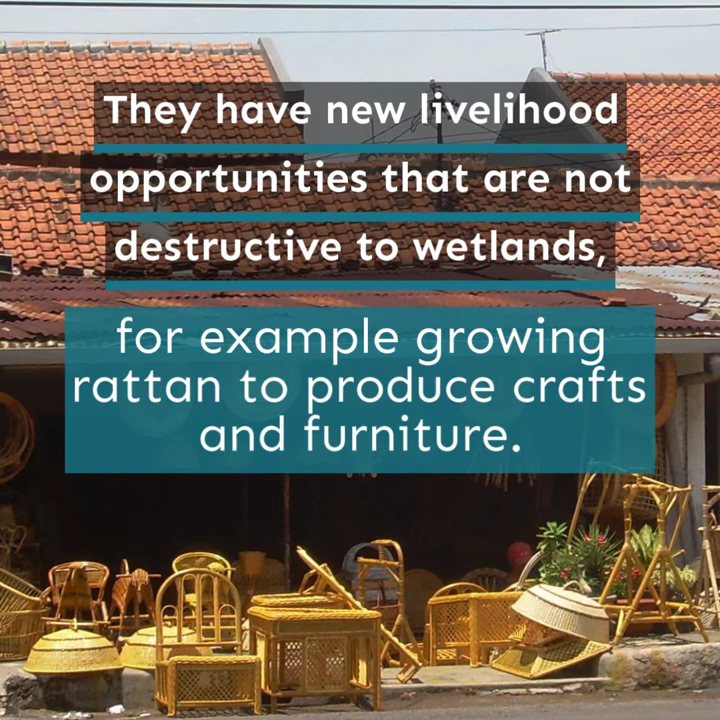 They have new livelihood
opportunities that are not
destructive to wetlands,
for example growing
rattan to produce crafts
and furniture.